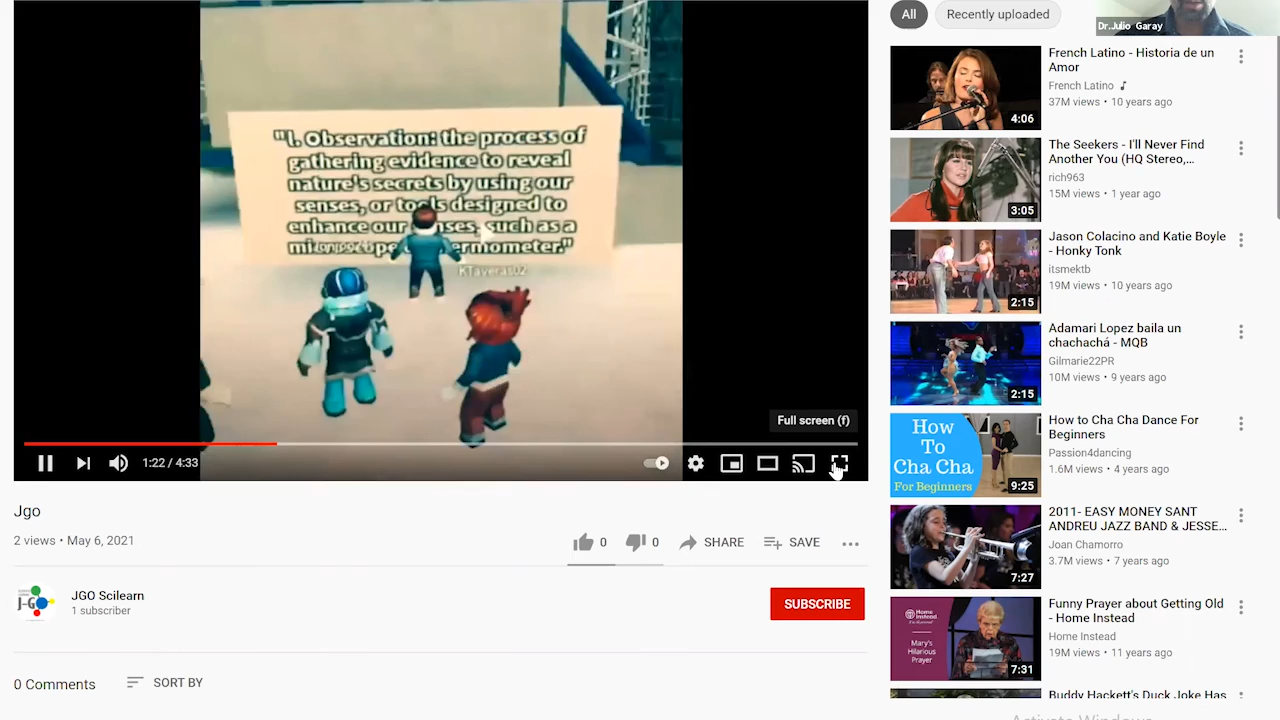 "1. Observation: the process of
gathering evidence to reveal
nature's secrets by using our
senses, or tools designed to
enhance our senses, such as a
KTaveras02
Full screen (f)
1:22 / 4:33
Jgo
2 views • May 6, 2021
0
0
SHARE
SAVE
J-GO
JGO Scilearn
1 subscriber
SUBSCRIBE
0 Comments
SORT BY
All
Recently uploaded
Dr.Julio Garay
French Latino - Historia de un
Amor
French Latino
37M views • 10 years ago
4:06
The Seekers - I'll Never Find
Another You (HQ Stereo,...
rich963
15M views • 1 year ago
3:05
Jason Colacino and Katie Boyle
- Honky Tonk
itsmektb
19M views • 10 years ago
2:15
Adamari Lopez baila un
chachachá - MQB
Gilmarie22PR
10M views • 9 years ago
2:15
How
To
Cha Cha
For Beginners
9:25
How to Cha Cha Dance For
Beginners
Passion4dancing
1.6M views • 4 years ago
2011- EASY MONEY SANT
ANDREU JAZZ BAND & JESSE...
Joan Chamorro
3.7M views • 7 years ago
7:27
Home
Instead
Mary's
Hilarious
Prayer
7:31
Funny Prayer about Getting Old
- Home Instead
Home Instead
19M views • 11 years ago
Buddy Hackett's Duck Joke Has
Activate Windows